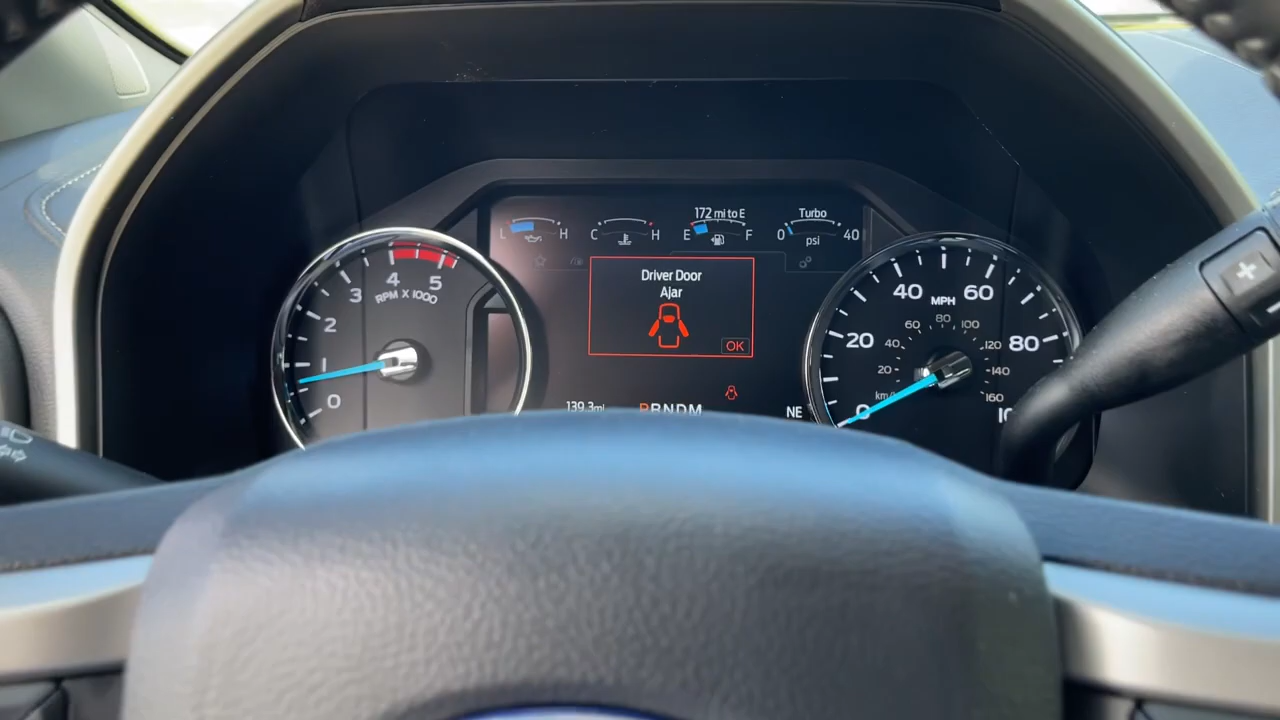 172 mi to E
Turbo
L H
C H
E F
0 40
psi
Driver Door
Ajar
OK
139.3mi
PRNDM
NE
0
1
2
3
4
5
RPM X 1000
0
20
40
60
80
MPH
km/
20
40
60
80
100
120
140
160